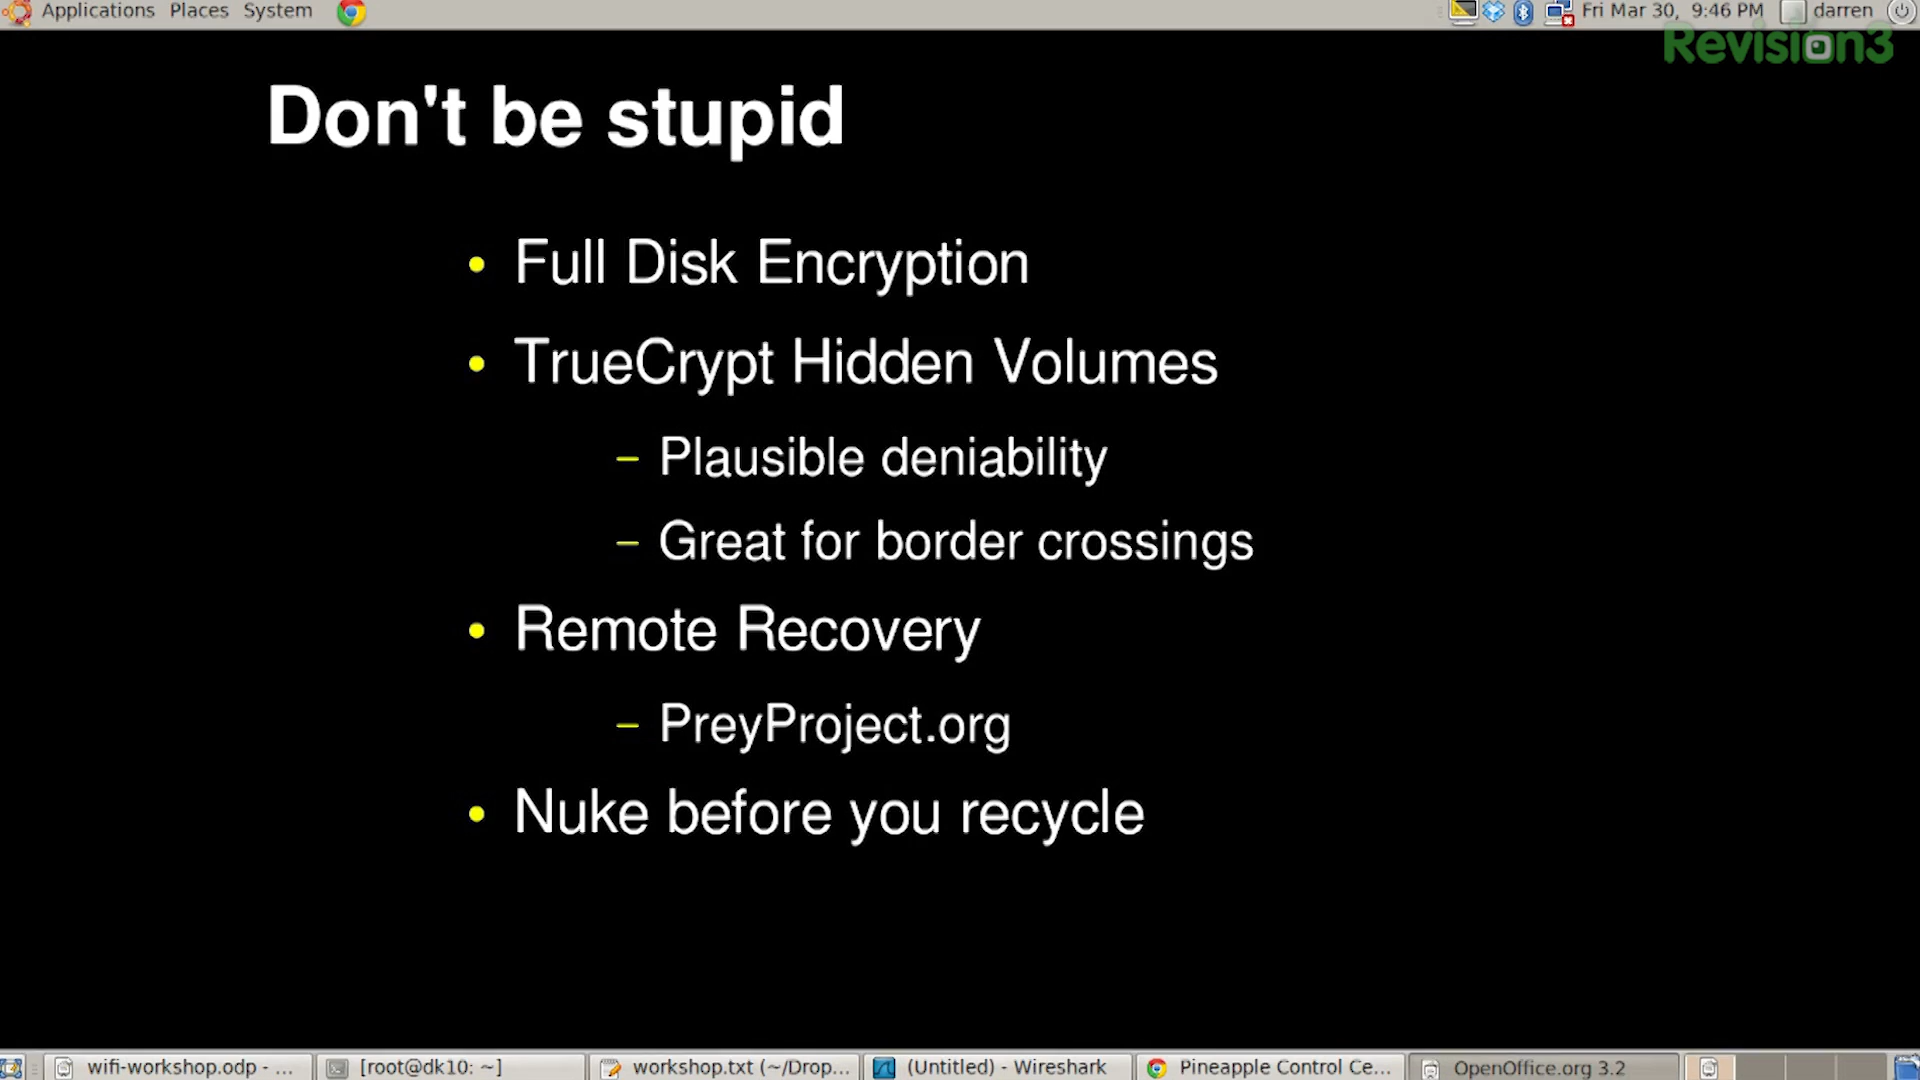 Applications Places System
Fri Mar 30, 9:46 PM darren
Revision3
Don't be stupid
• Full Disk Encryption
• TrueCrypt Hidden Volumes
– Plausible deniability
– Great for border crossings
• Remote Recovery
– PreyProject.org
• Nuke before you recycle
wifi-workshop.odp - ...
[root@dk10: ~]
workshop.txt (~/Drop...
(Untitled) - Wireshark
Pineapple Control Ce...
OpenOffice.org 3.2